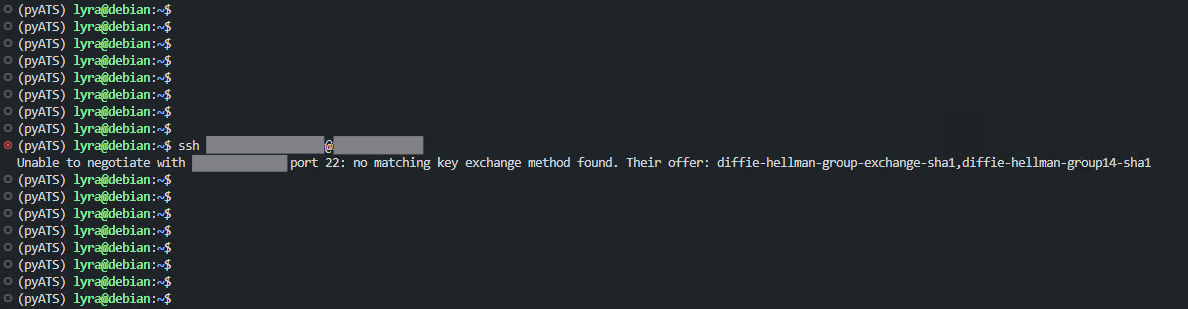 (pyATS) lyra@debian:~$
(pyATS) lyra@debian:~$
(pyATS) lyra@debian:~$
(pyATS) lyra@debian:~$
(pyATS) lyra@debian:~$
(pyATS) lyra@debian:~$
(pyATS) lyra@debian:~$
(pyATS) lyra@debian:~$
(pyATS) lyra@debian:~$ ssh @
Unable to negotiate with port 22: no matching key exchange method found. Their offer: diffie-hellman-group-exchange-sha1,diffie-hellman-group14-sha1
(pyATS) lyra@debian:~$
(pyATS) lyra@debian:~$
(pyATS) lyra@debian:~$
(pyATS) lyra@debian:~$
(pyATS) lyra@debian:~$
(pyATS) lyra@debian:~$
(pyATS) lyra@debian:~$
(pyATS) lyra@debian:~$